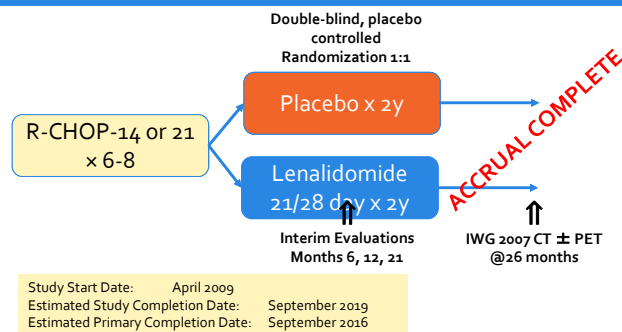 Double-blind, placebo
controlled
Randomization 1:1
Placebo x 2y
R-CHOP-14 or 21
× 6-8
Lenalidomide
21/28 day x 2y
ACCRUAL COMPLETE
Interim Evaluations
Months 6, 12, 21
IWG 2007 CT ± PET
@26 months
Study Start Date: April 2009
Estimated Study Completion Date: September 2019
Estimated Primary Completion Date: September 2016